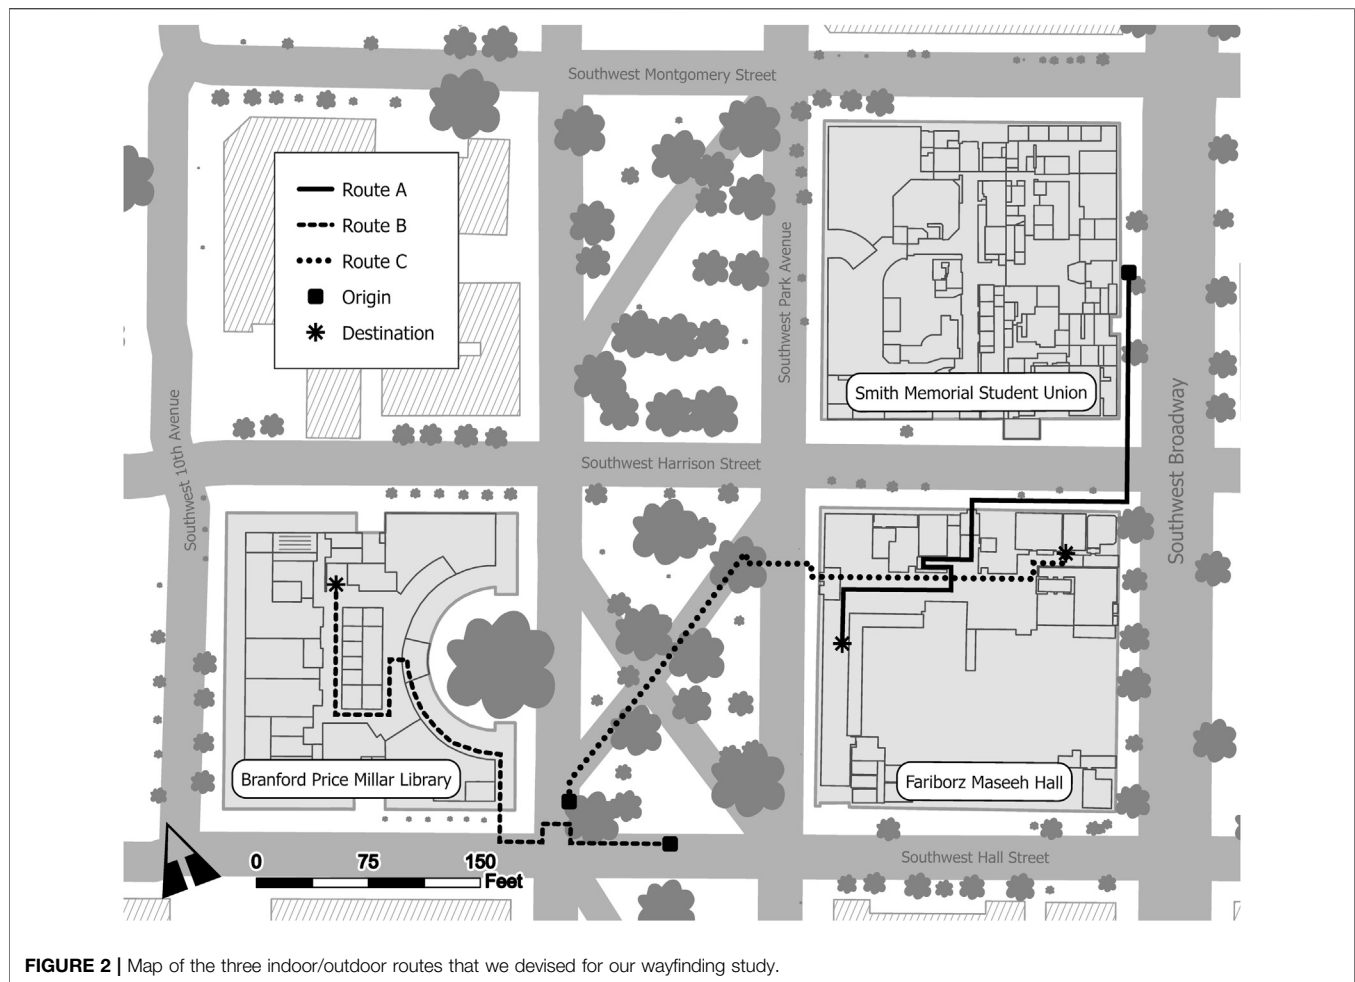 Southwest Montgomery Street
Route A
Route B
Route C
Origin
Destination
Southwest Park Avenue
Smith Memorial Student Union
Southwest Broadway
Southwest 10th Avenue
Southwest Harrison Street
Branford Price Millar Library
Fariborz Maseeh Hall
Southwest Hall Street
0 75 150
Feet
FIGURE 2 | Map of the three indoor/outdoor routes that we devised for our wayfinding study.